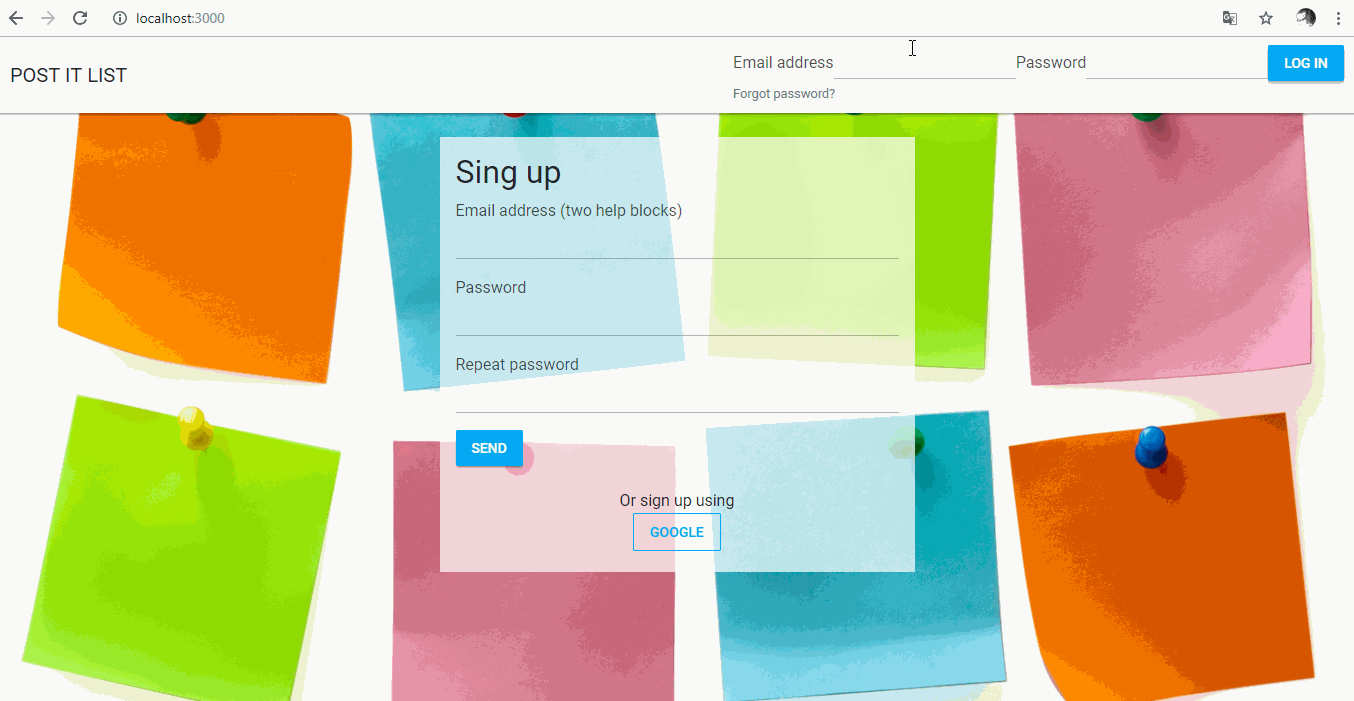 localhost:3000
POST IT LIST
Email address
Password
LOG IN
Forgot password?
Sing up
Email address (two help blocks)
Password
Repeat password
SEND
Or sign up using
GOOGLE